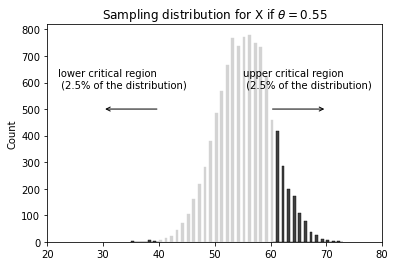 Sampling distribution for X if θ = 0.55
800
700
600
500
400
300
200
100
0
Count
lower critical region
(2.5% of the distribution)
upper critical region
(2.5% of the distribution)
20 30 40 50 60 70 80